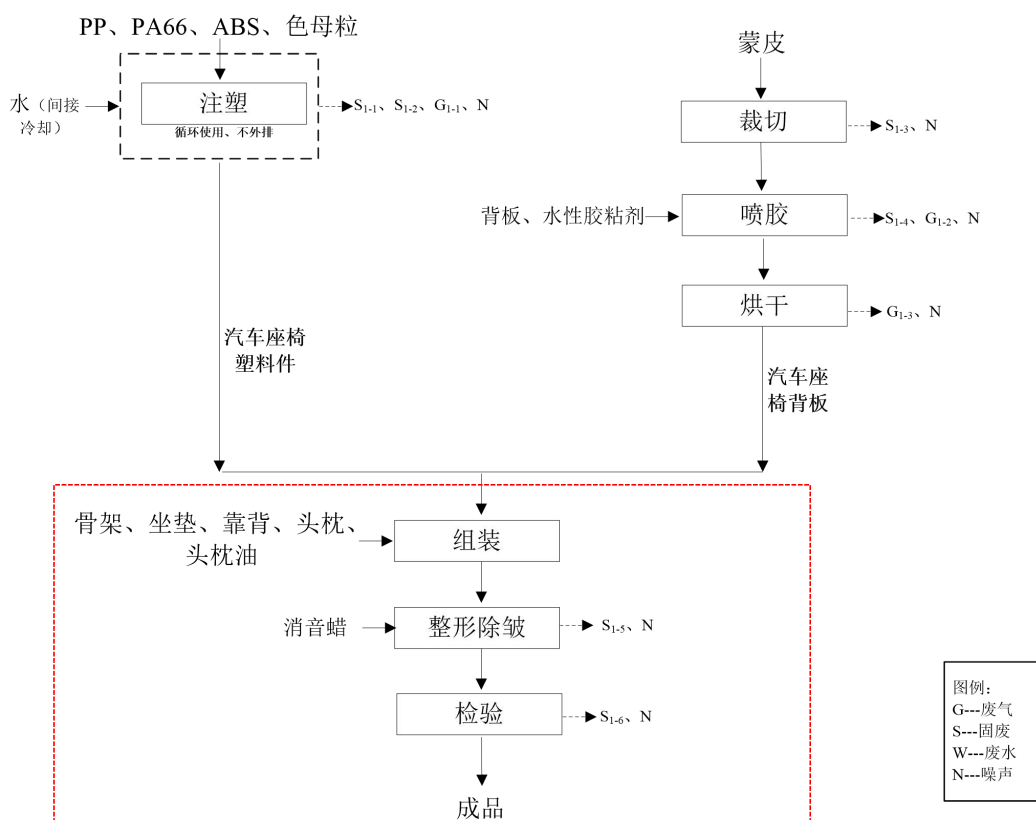 PP、PA66、ABS、色母粒
水（间接
冷却）
注塑
循环使用、不外排
S1-1、S1-2、G1-1、N
汽车座椅
塑料件
蒙皮
裁切
S1-3、N
背板、水性胶粘剂
喷胶
S1-4、G1-2、N
烘干
G1-3、N
汽车座
椅背板
骨架、坐垫、靠背、头枕、
头枕油
组装
消音蜡
整形除皱
S1-5、N
检验
S1-6、N
成品
图例：
G---废气
S---固废
W---废水
N---噪声